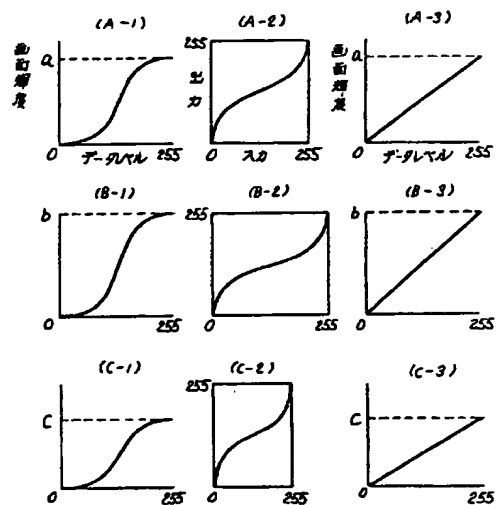 (A-1)
(A-2)
(A-3)
画面輝度
a
0
データレベル
255
255
出力
0
入力
255
画面輝度
a
0
データレベル
255
(B-1)
(B-2)
(B-3)
b
0
255
255
0
255
b
0
255
(C-1)
(C-2)
(C-3)
C
0
255
255
0
255
C
0
255